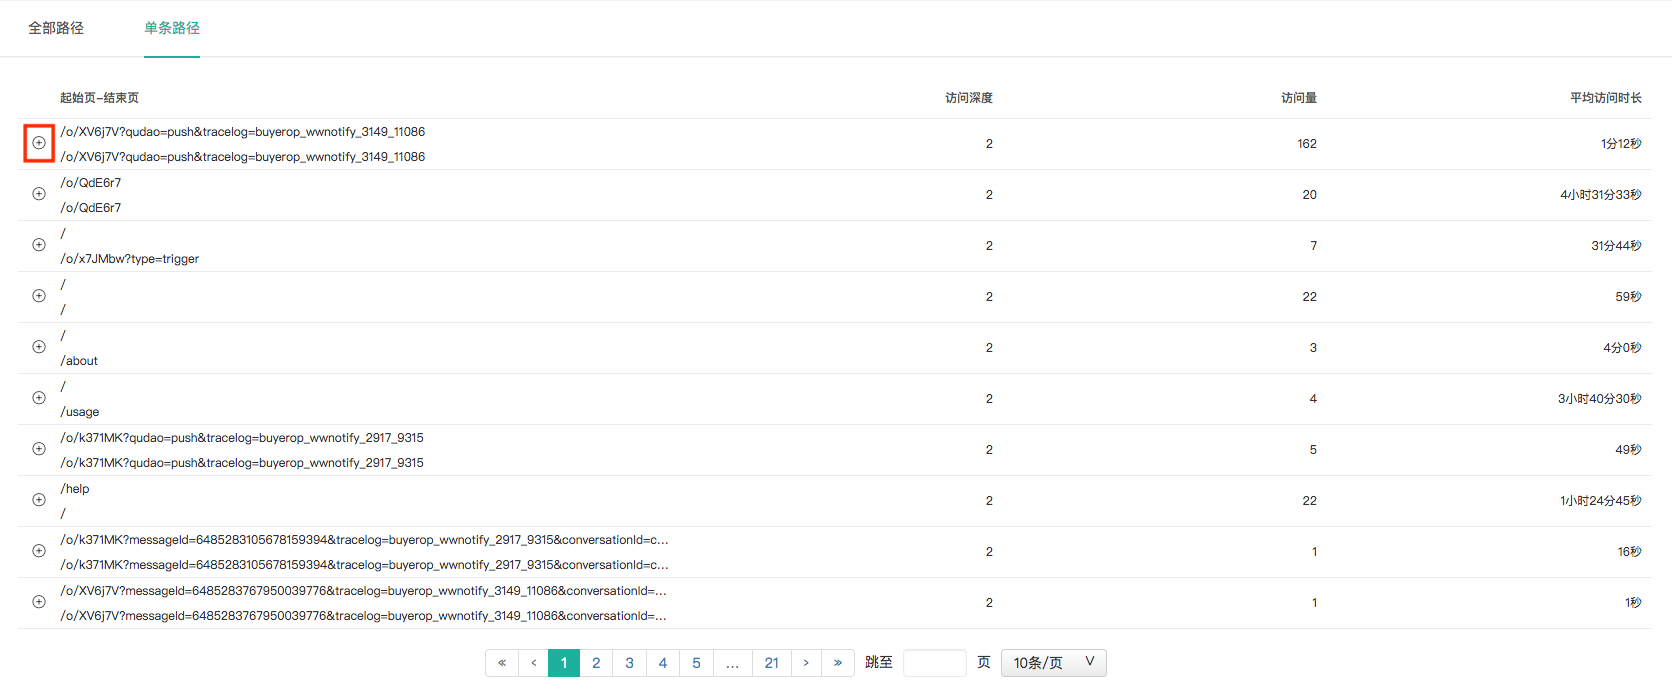 全部路径 单条路径
起始页-结束页 访问深度 访问量 平均访问时长
/o/XV6j7V?qudao=push&tracelog=buyerop_wwnotify_3149_11086
/o/XV6j7V?qudao=push&tracelog=buyerop_wwnotify_3149_11086
2 162 1分12秒
/o/QdE6r7
/o/QdE6r7
2 20 4小时31分33秒
/
/o/x7JMbw?type=trigger
2 7 31分44秒
/
/
2 22 59秒
/
/about
2 3 4分0秒
/
/usage
2 4 3小时40分30秒
/o/k371MK?qudao=push&tracelog=buyerop_wwnotify_2917_9315
/o/k371MK?qudao=push&tracelog=buyerop_wwnotify_2917_9315
2 5 49秒
/help
/
2 22 1小时24分45秒
/o/k371MK?messageId=6485283105678159394&tracelog=buyerop_wwnotify_2917_9315&conversationId=c...
/o/k371MK?messageId=6485283105678159394&tracelog=buyerop_wwnotify_2917_9315&conversationId=c...
2 1 16秒
/o/XV6j7V?messageId=6485283767950039776&tracelog=buyerop_wwnotify_3149_11086&conversationId=...
/o/XV6j7V?messageId=6485283767950039776&tracelog=buyerop_wwnotify_3149_11086&conversationId=...
2 1 1秒
« ‹ 1 2 3 4 5 ... 21 › » 跳至 页 10条/页